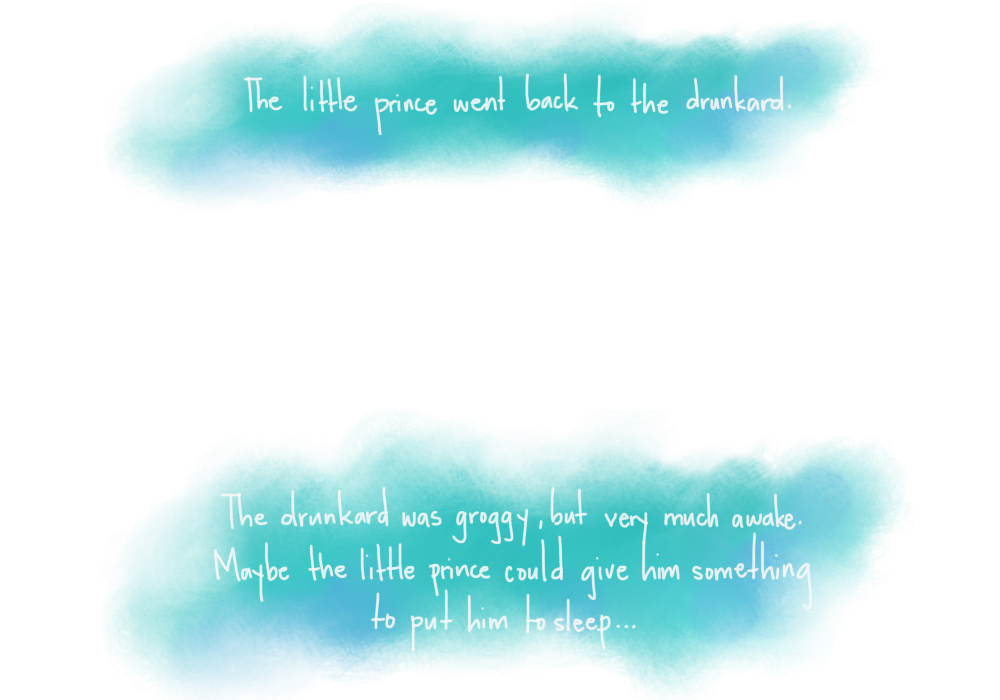 The little prince went back to the drunkard.
The drunkard was groggy, but very much awake.
Maybe the little prince could give him something
to put him to sleep...